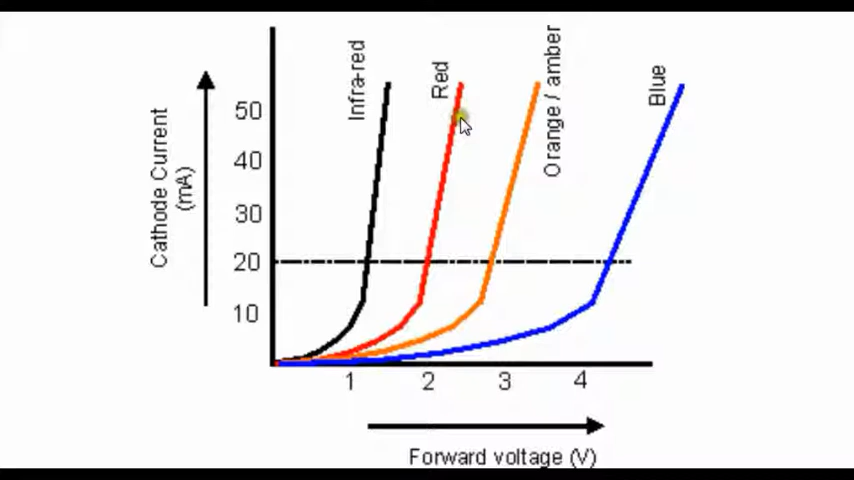 Infra-red
Red
Orange / amber
Blue
Cathode Current
(mA)
50
40
30
20
10
1
2
3
4
Forward voltage (V)